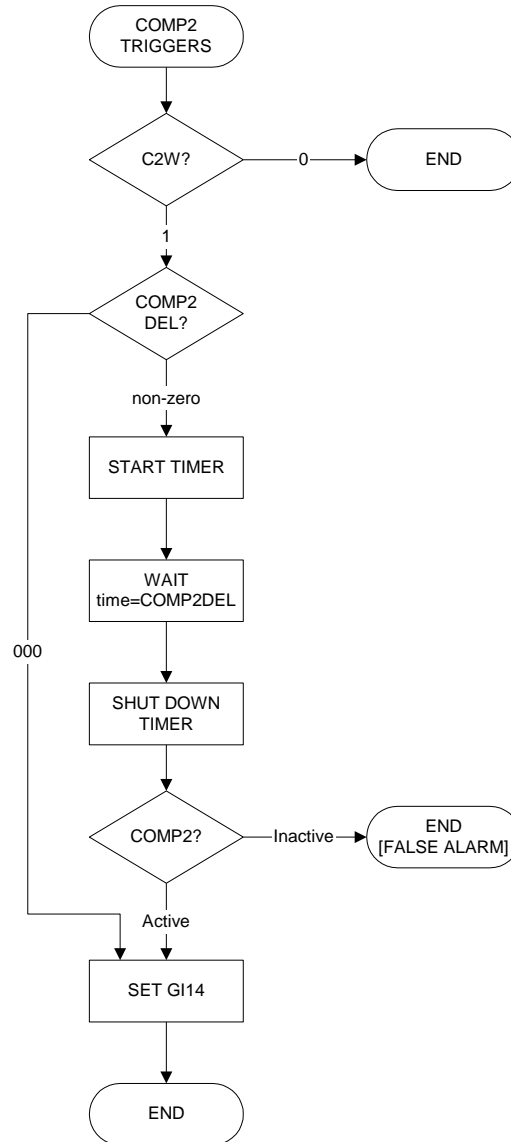 COMP2
TRIGGERS
C2W?
0
END
1
COMP2
DEL?
non-zero
START TIMER
WAIT
time=COMP2DEL
000
SHUT DOWN
TIMER
COMP2?
Inactive
END
[FALSE ALARM]
Active
SET GI14
END